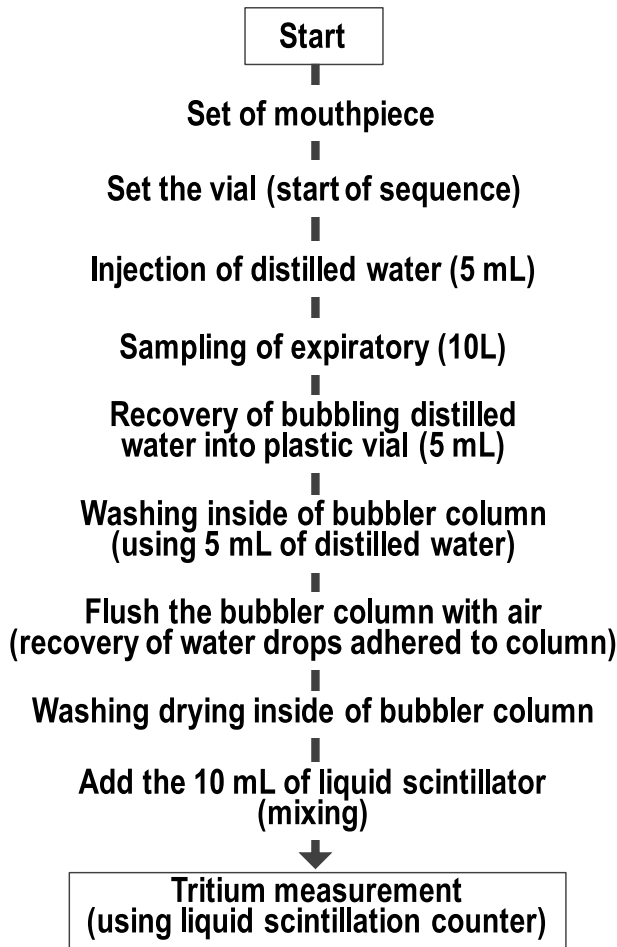 Start
Set of mouthpiece
Set the vial (start of sequence)
Injection of distilled water (5 mL)
Sampling of expiratory (10L)
Recovery of bubbling distilled
water into plastic vial (5 mL)
Washing inside of bubbler column
(using 5 mL of distilled water)
Flush the bubbler column with air
(recovery of water drops adhered to column)
Washing drying inside of bubbler column
Add the 10 mL of liquid scintillator
(mixing)
Tritium measurement
(using liquid scintillation counter)